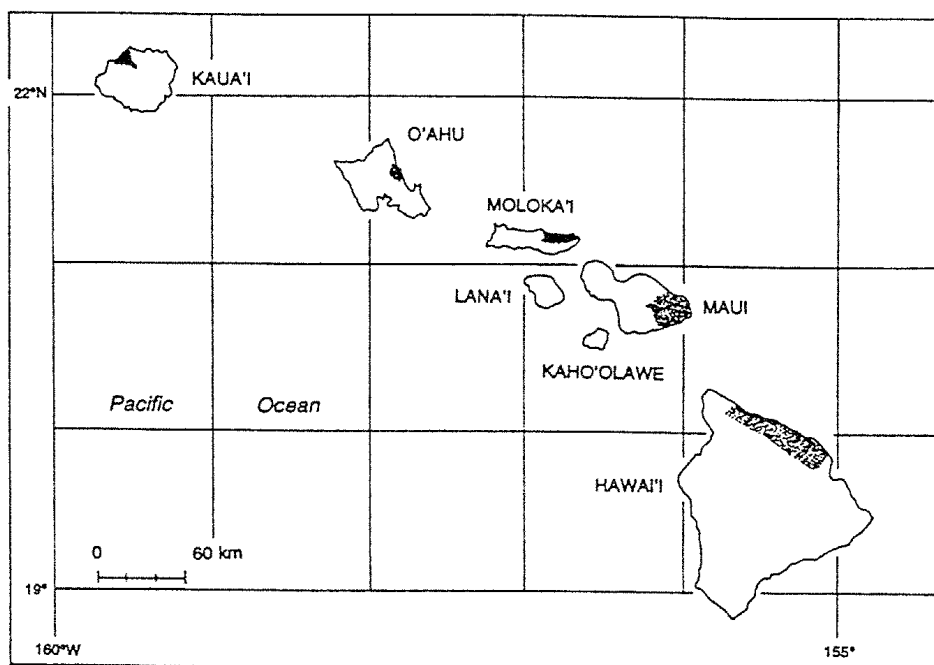 KAUA'I
22°N
O'AHU
MOLOKA'I
LANA'I
MAUI
KAHO'OLAWE
Pacific Ocean
HAWAI'I
0 60 km
19°
160°W 155°